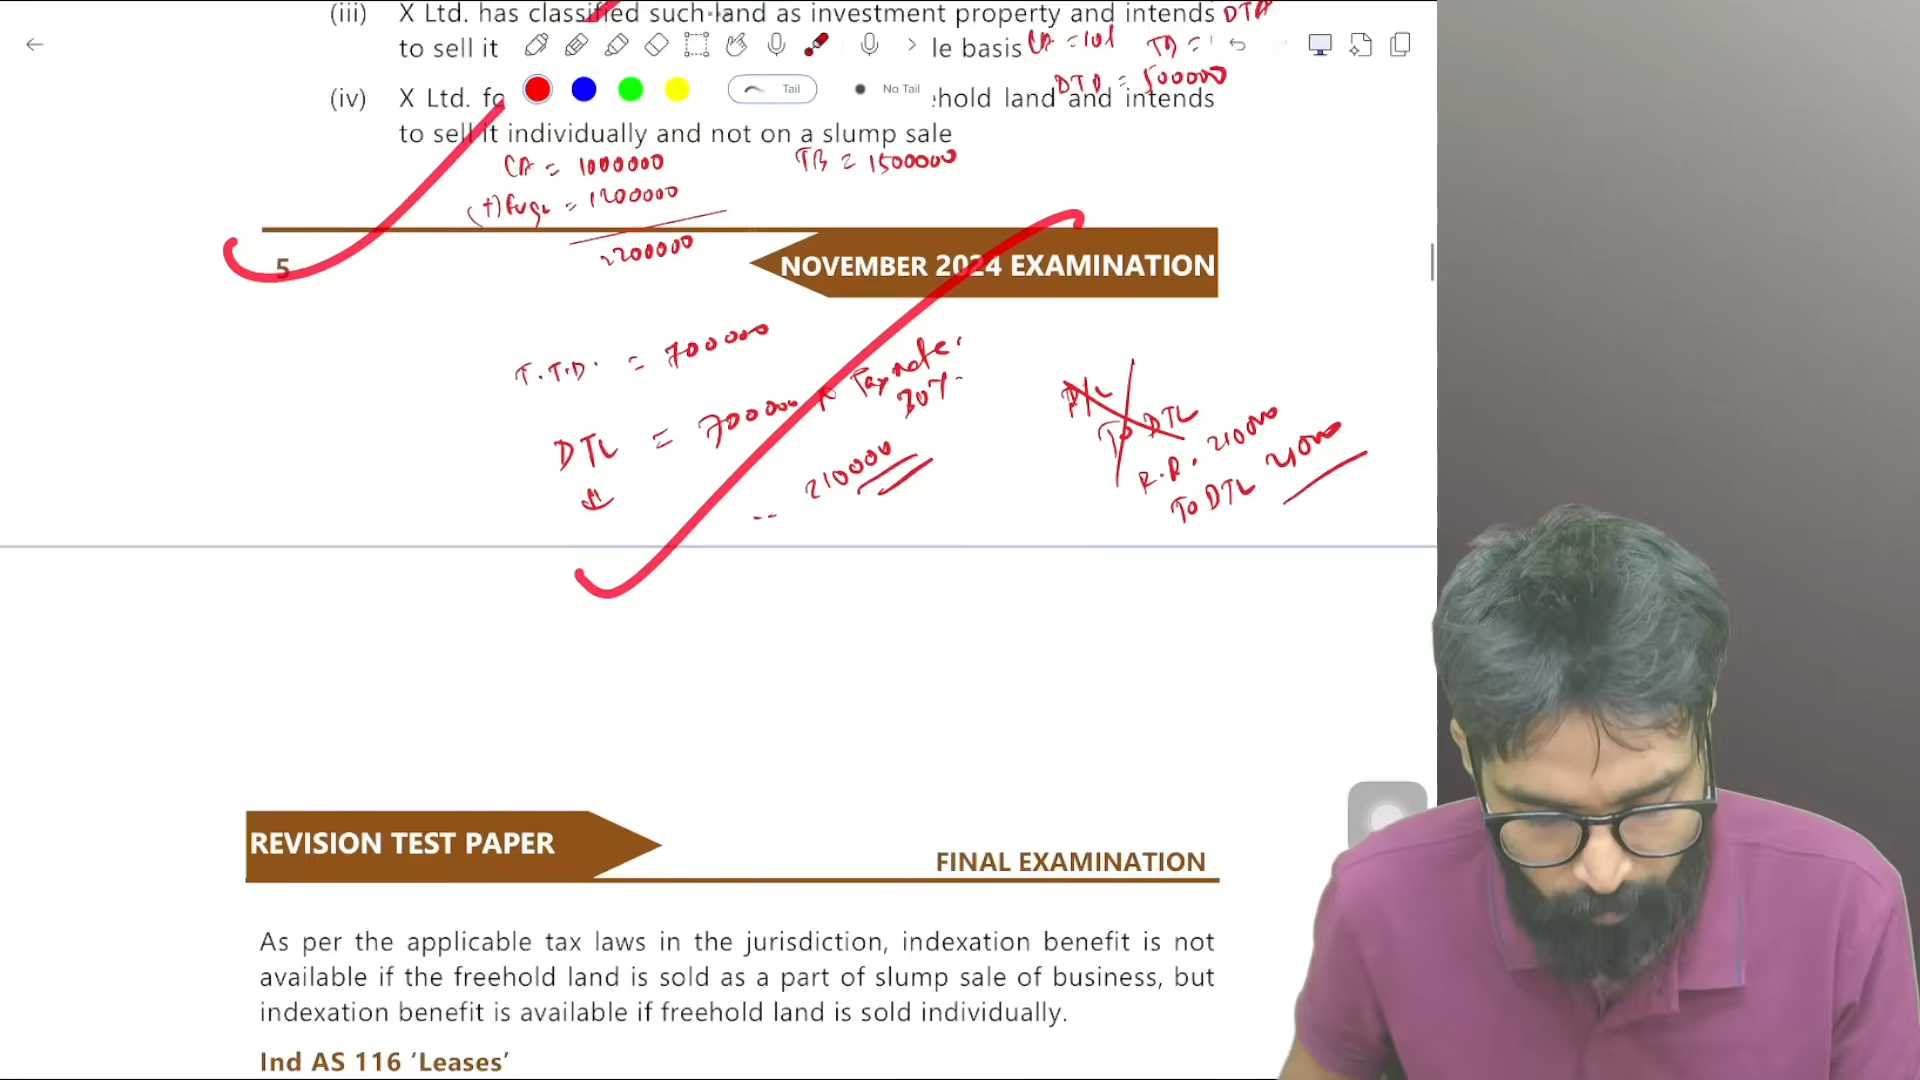 (iii) X Ltd. has classified such land as investment property and intends DTA
to sell it le basis CA = 10L TB =
DTD = 500000
(iv) X Ltd. fo hold land and intends
Tail
No Tail
to sell it individually and not on a slump sale
CA = 1000000 TB = 1500000
(+) = 1200000
2200000
5
NOVEMBER 2024 EXAMINATION
T.T.D. = 700000
DTL = 700000 × Tax rate.
30%.
210000
To DTL
R.R. 210000
To DTL 210000
REVISION TEST PAPER
FINAL EXAMINATION
As per the applicable tax laws in the jurisdiction, indexation benefit is not
available if the freehold land is sold as a part of slump sale of business, but
indexation benefit is available if freehold land is sold individually.
Ind AS 116 ‘Leases’